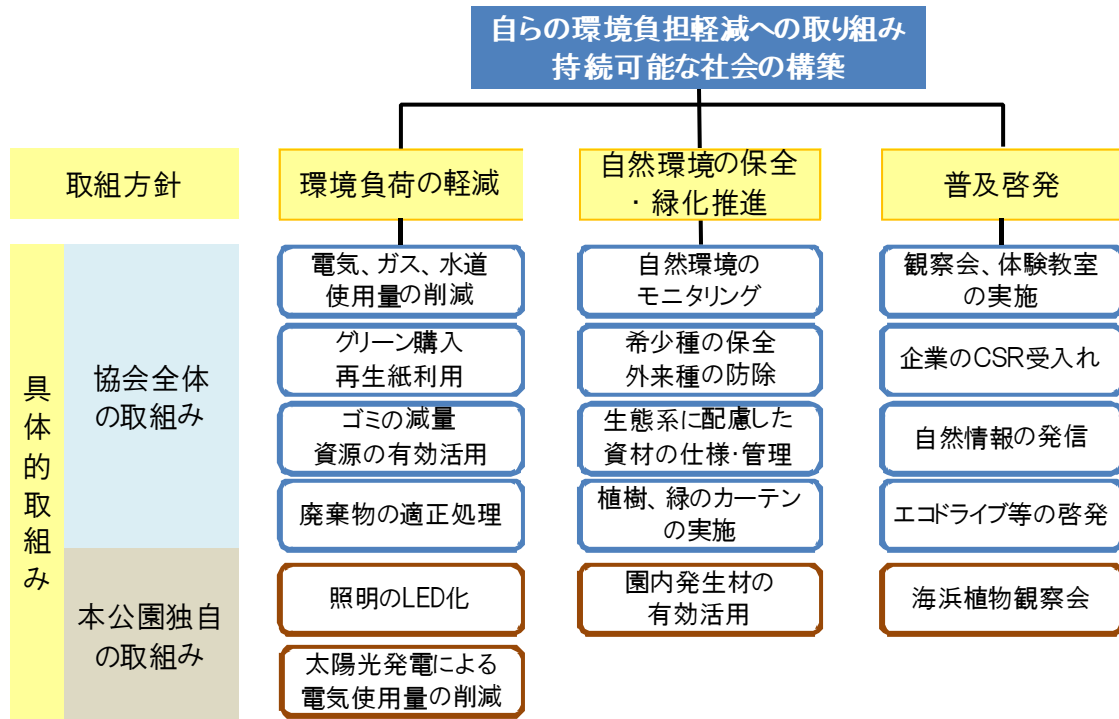 自らの環境負担軽減への取り組み
持続可能な社会の構築
取組方針
環境負荷の軽減
自然環境の保全
・緑化推進
普及啓発
具体的取組み
協会全体
の取組み
電気、ガス、水道
使用量の削減
グリーン購入
再生紙利用
ゴミの減量
資源の有効活用
廃棄物の適正処理
自然環境の
モニタリング
希少種の保全
外来種の防除
生態系に配慮した
資材の仕様・管理
植樹、緑のカーテン
の実施
観察会、体験教室
の実施
企業のCSR受入れ
自然情報の発信
エコドライブ等の啓発
本公園独自
の取組み
照明のLED化
太陽光発電による
電気使用量の削減
園内発生材の
有効活用
海浜植物観察会